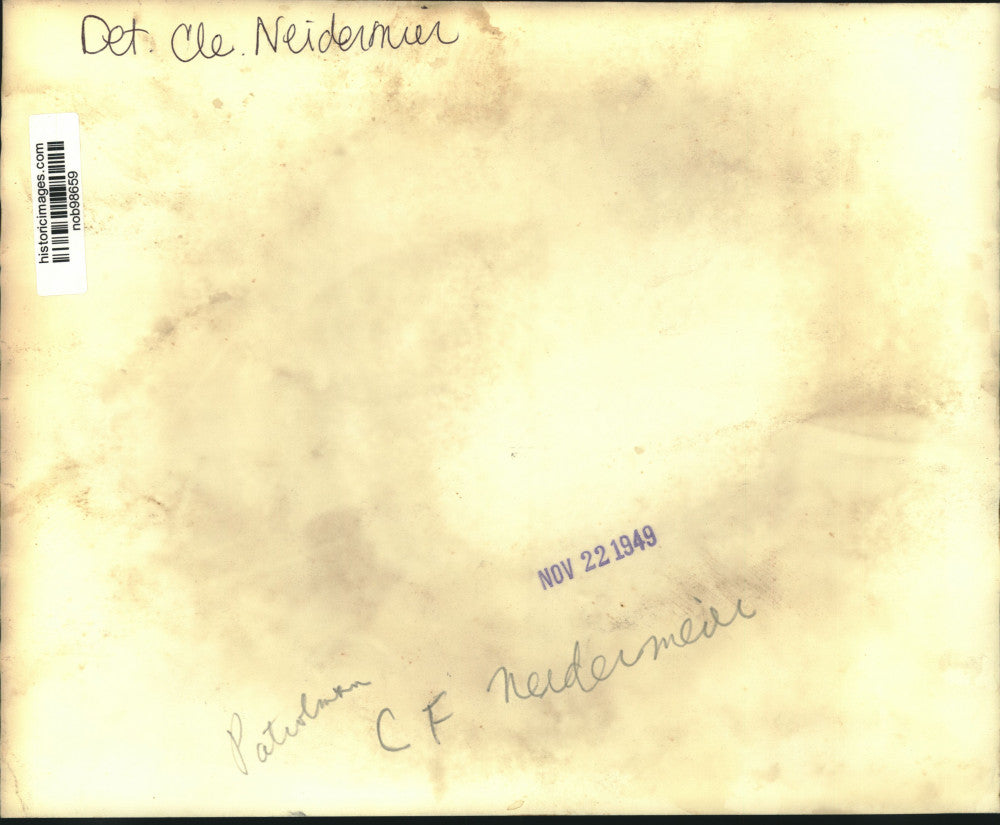 Det. Cle. Neidermier
historicimages.com
nob98659
NOV 22 1949
Patrolman
C F Neidermeier